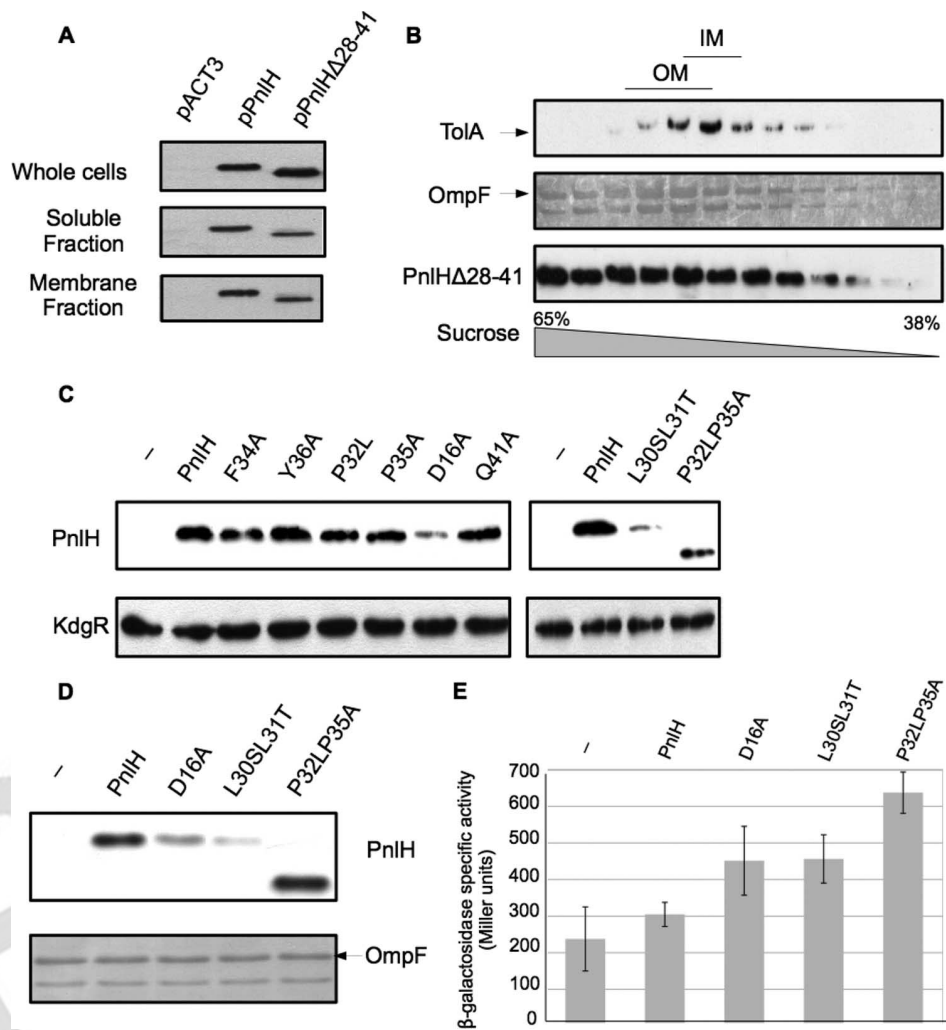 A
pACT3
pPnlH
pPnlHΔ28-41
Whole cells
Soluble
Fraction
Membrane
Fraction
B
IM
OM
TolA
OmpF
PnlHΔ28-41
65%
38%
Sucrose
C
–
PnlH
F34A
Y36A
P32L
P35A
D16A
Q41A
–
PnlH
L30SL31T
P32LP35A
PnlH
KdgR
D
–
PnlH
D16A
L30SL31T
P32LP35A
PnlH
OmpF
E
–
PnlH
D16A
L30SL31T
P32LP35A
β-galactosidase specific activity
(Miller units)
700
600
500
400
300
200
100
0